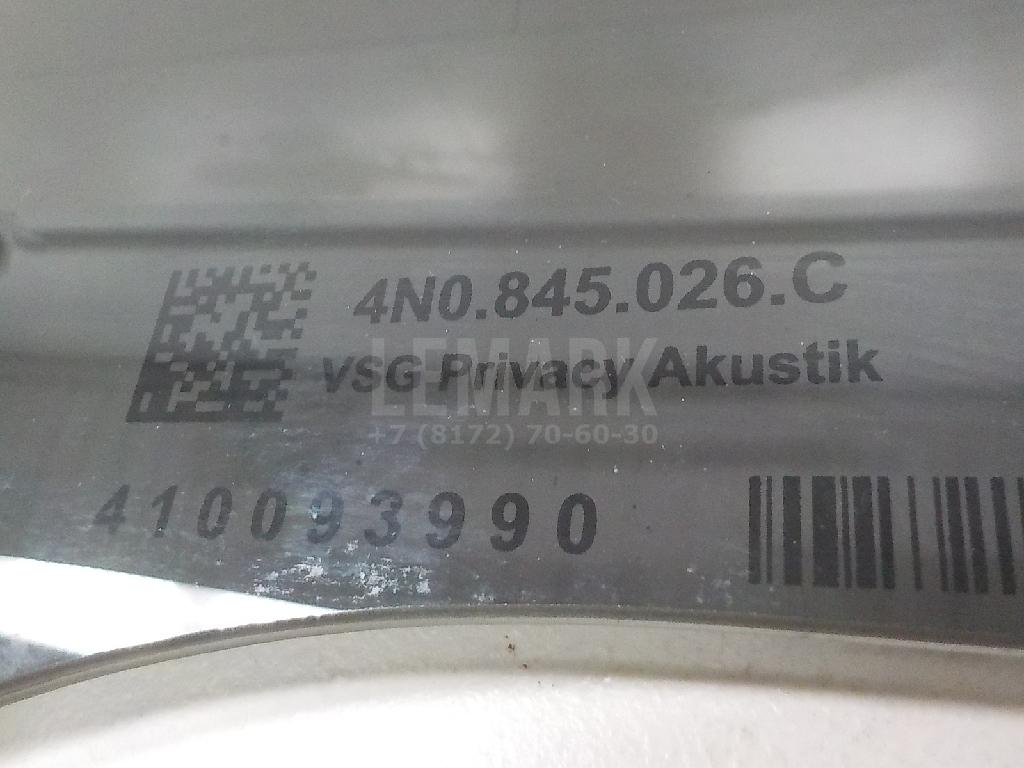 4N0.845.026.C
VSG Privacy Akustik
LEMARK
+7 (8172) 70-60-30
410093990